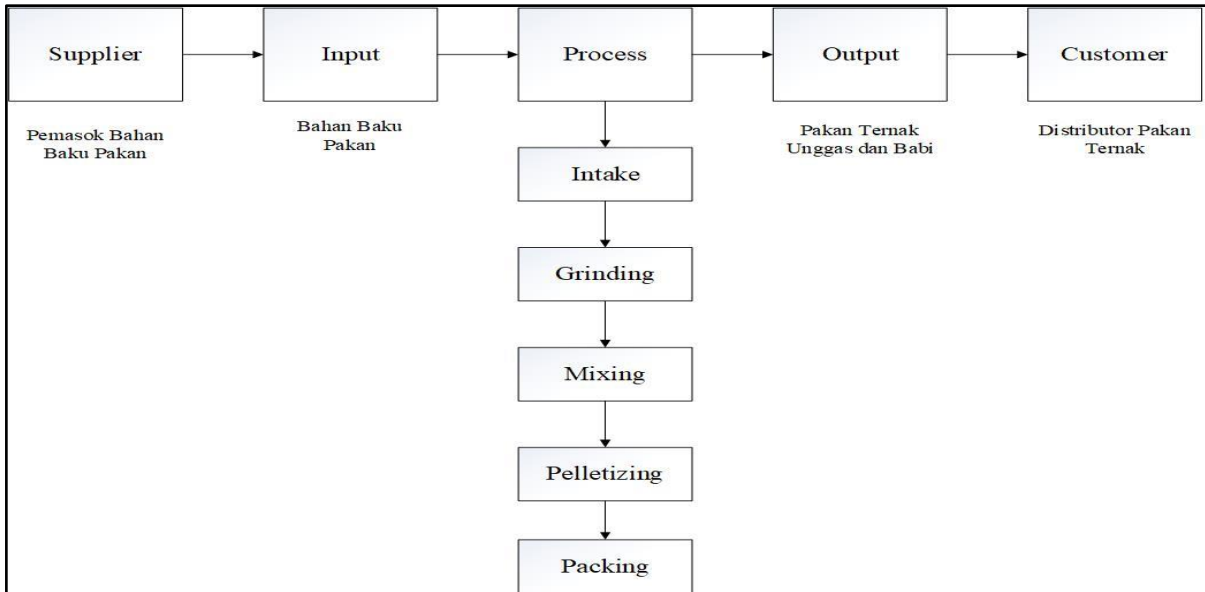 Supplier
Input
Process
Output
Customer
Pemasok Bahan
Baku Pakan
Bahan Baku
Pakan
Pakan Ternak
Unggas dan Babi
Distributor Pakan
Ternak
Intake
Grinding
Mixing
Pelletizing
Packing